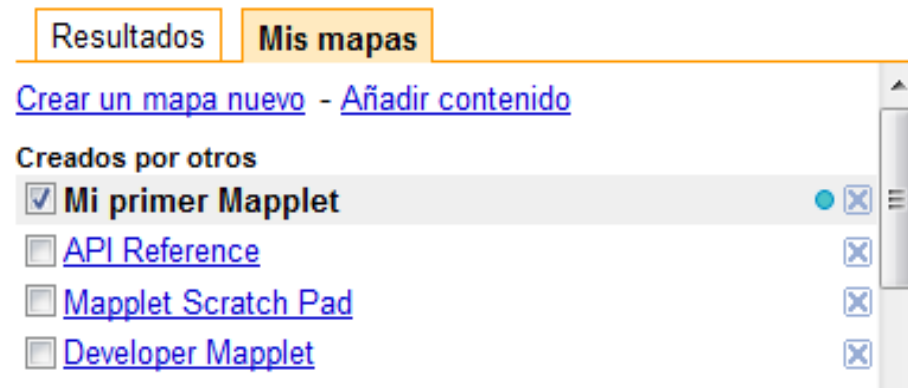 Resultados Mis mapas
Crear un mapa nuevo - Añadir contenido
Creados por otros
Mi primer Mapplet
API Reference
Mapplet Scratch Pad
Developer Mapplet